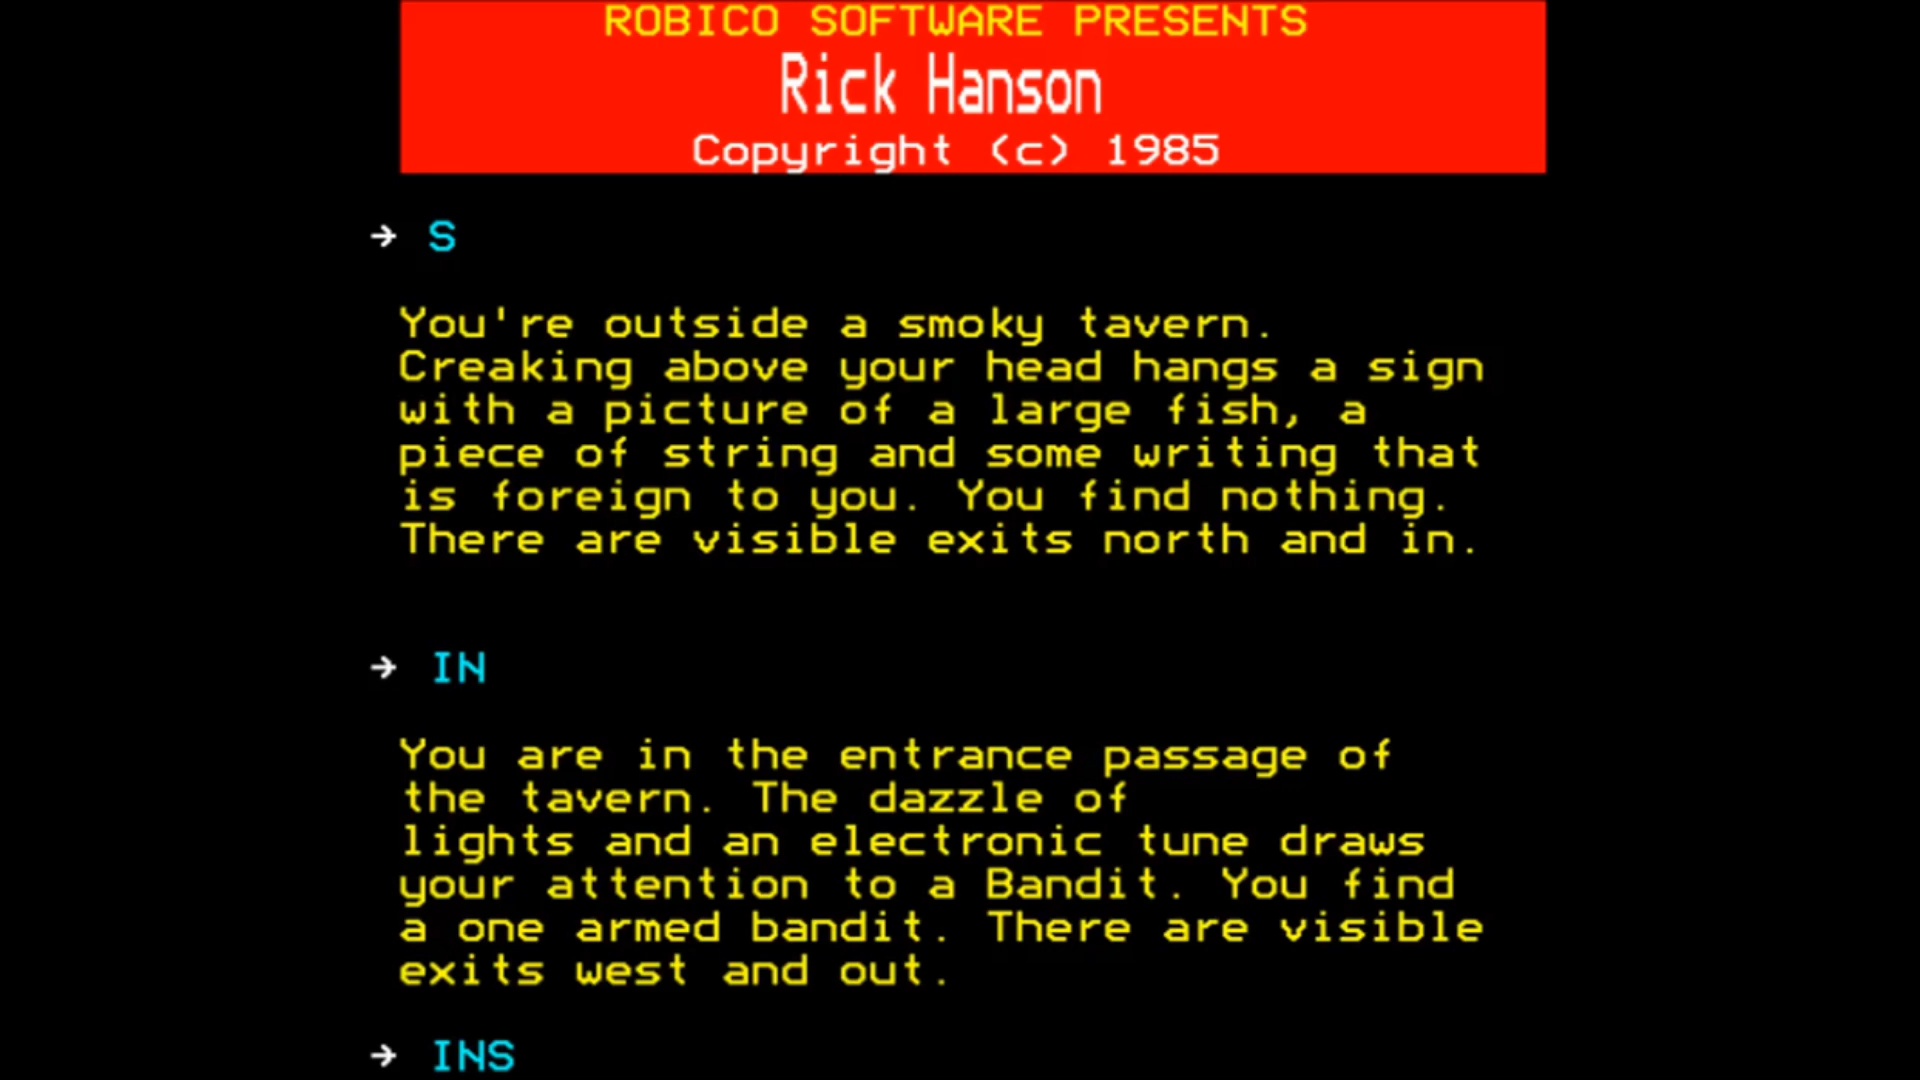 ROBICO SOFTWARE PRESENTS
Rick Hanson
Copyright (c) 1985
→ S
You're outside a smoky tavern.
Creaking above your head hangs a sign
with a picture of a large fish, a
piece of string and some writing that
is foreign to you. You find nothing.
There are visible exits north and in.
→ IN
You are in the entrance passage of
the tavern. The dazzle of
lights and an electronic tune draws
your attention to a Bandit. You find
a one armed bandit. There are visible
exits west and out.
→ INS